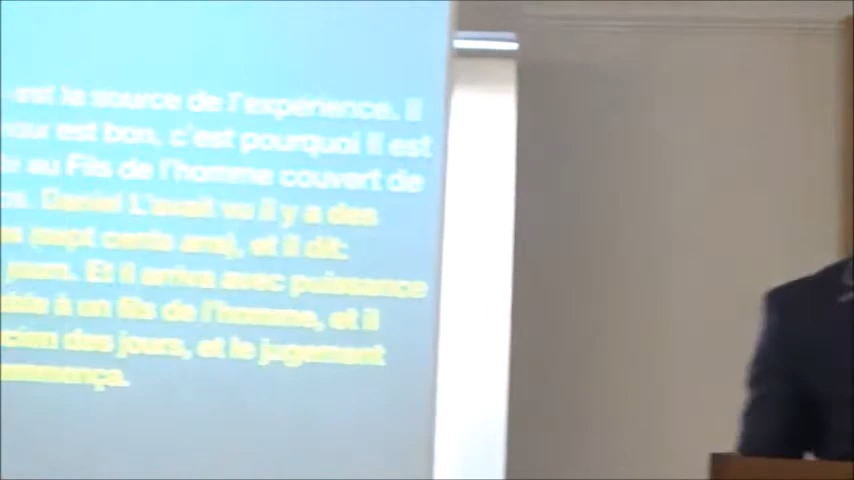 est la source de l'expérience. Il
est bon, c'est pourquoi Il est
au Fils de l'homme couvert de
Daniel L'avait vu il y a des
(sept cents ans), et il dit:
jours. Et il arriva avec puissance
à un fils de l'homme, et il
des jours, et le jugement